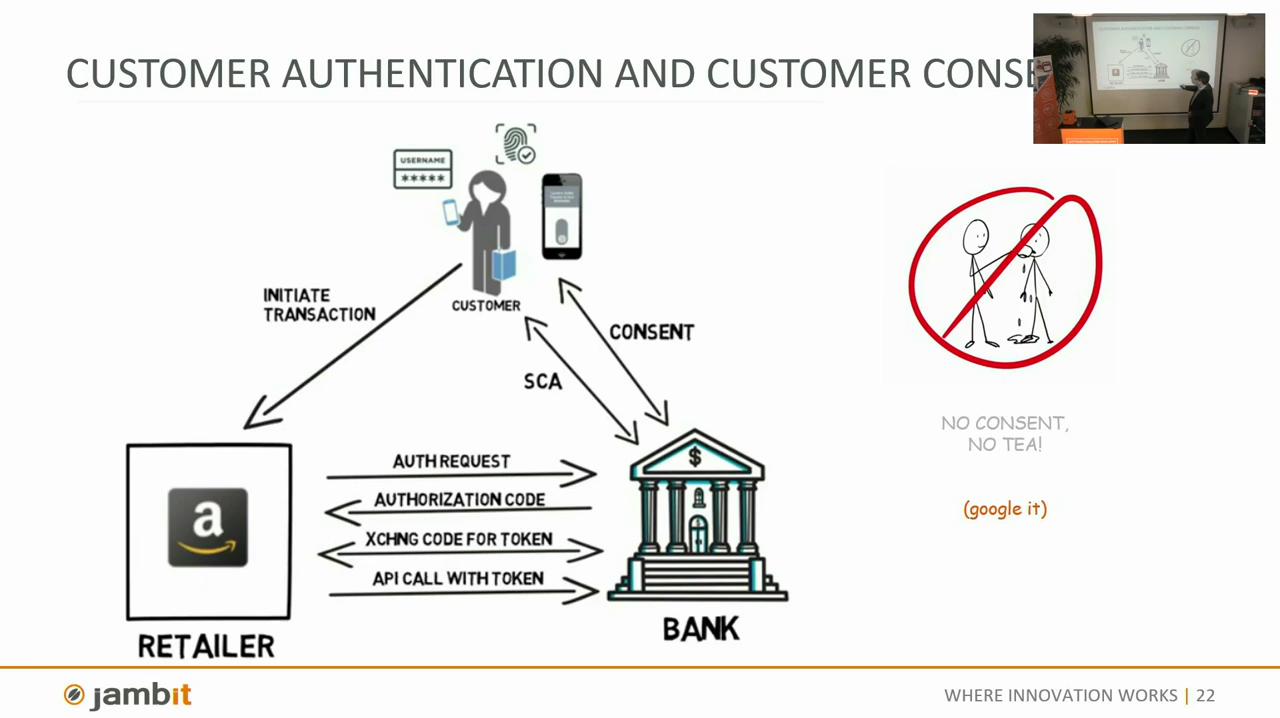 CUSTOMER AUTHENTICATION AND CUSTOMER CONSE
USERNAME
*****
CUSTOMER
INITIATE
TRANSACTION
CONSENT
SCA
AUTH REQUEST
AUTHORIZATION CODE
XCHNG CODE FOR TOKEN
API CALL WITH TOKEN
$
a
RETAILER
BANK
NO CONSENT,
NO TEA!
(google it)
jambit
WHERE INNOVATION WORKS | 22